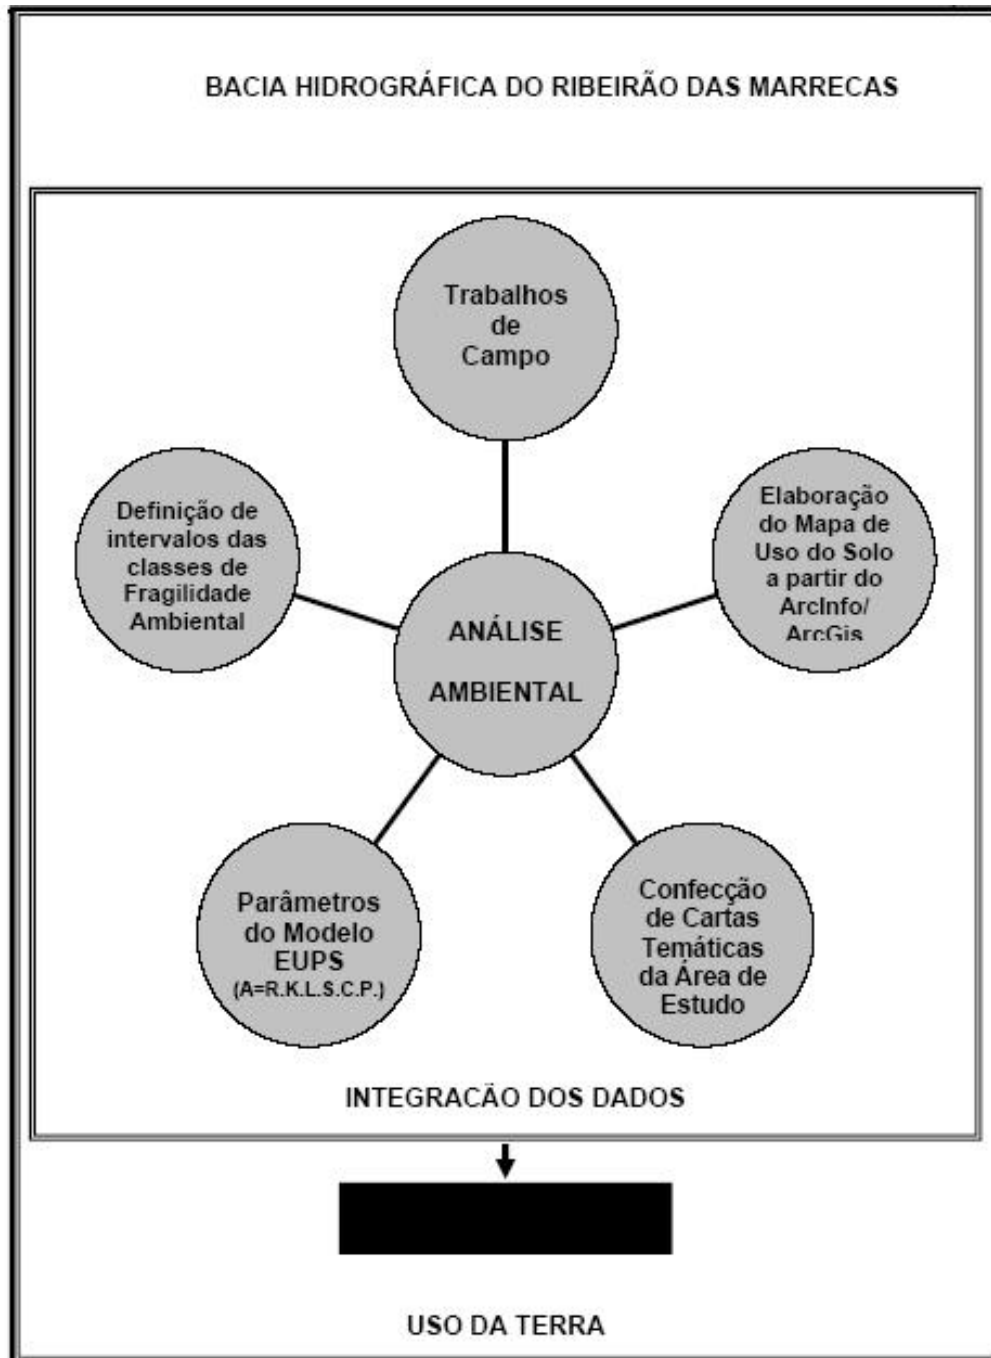 BACIA HIDROGRÁFICA DO RIBEIRÃO DAS MARRECAS
Trabalhos
de
Campo
Definição de
intervalos das
classes de
Fragilidade
Ambiental
Elaboração
do Mapa de
Uso do Solo
a partir do
ArcInfo/
ArcGis
ANÁLISE
AMBIENTAL
Parâmetros
do Modelo
EUPS
(A=R.K.L.S.C.P.)
Confecção
de Cartas
Temáticas
da Área de
Estudo
INTEGRACÃO DOS DADOS
USO DA TERRA